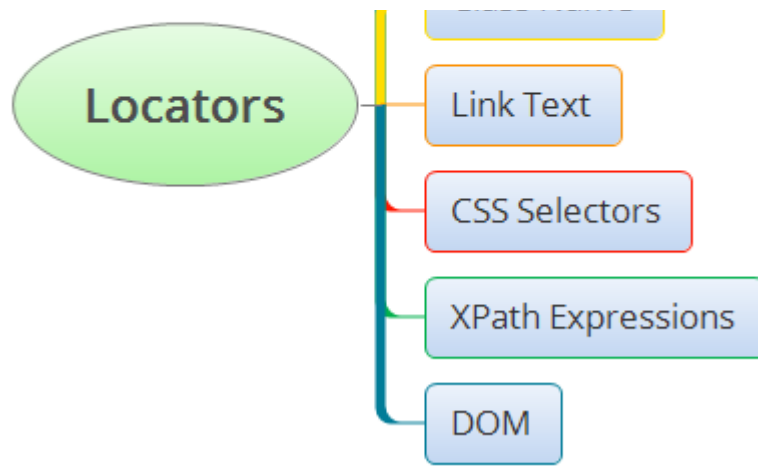 Locators
Link Text
CSS Selectors
XPath Expressions
DOM